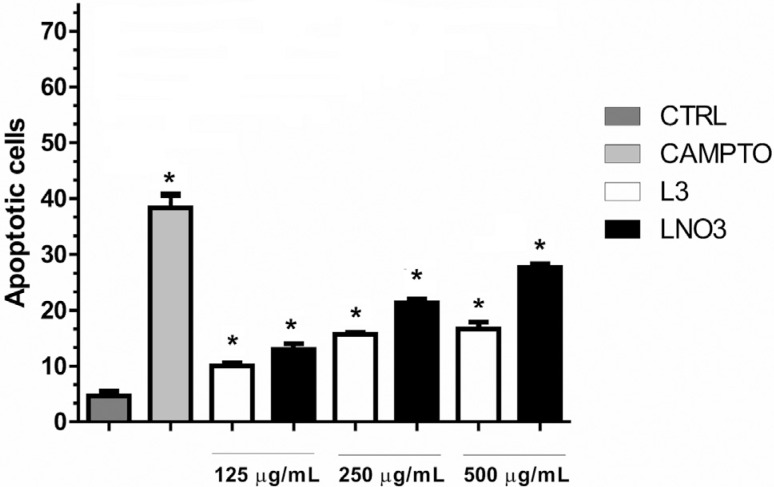 Apoptotic cells
70
60
50
40
30
20
10
0
*
*
*
*
*
*
*
125 µg/mL
250 µg/mL
500 µg/mL
CTRL
CAMPTO
L3
LNO3